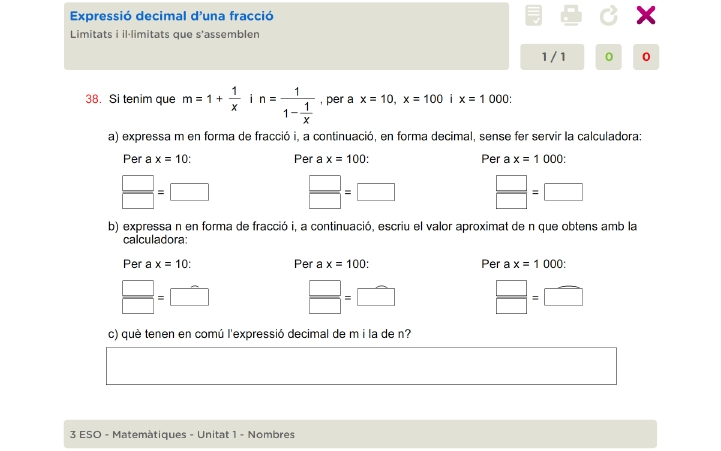 Expressió decimal d'una fracció
Limitats i il·limitats que s'assemblen
1 / 1 0 0
38. Si tenim que m = 1 + 1/x i n = 1/(1 − 1/x), per a x = 10, x = 100 i x = 1 000:
a) expressa m en forma de fracció i, a continuació, en forma decimal, sense fer servir la calculadora:
Per a x = 10: Per a x = 100: Per a x = 1 000:
= = =
b) expressa n en forma de fracció i, a continuació, escriu el valor aproximat de n que obtens amb la
calculadora:
Per a x = 10: Per a x = 100: Per a x = 1 000:
= = =
c) què tenen en comú l'expressió decimal de m i la de n?
3 ESO - Matemàtiques - Unitat 1 - Nombres